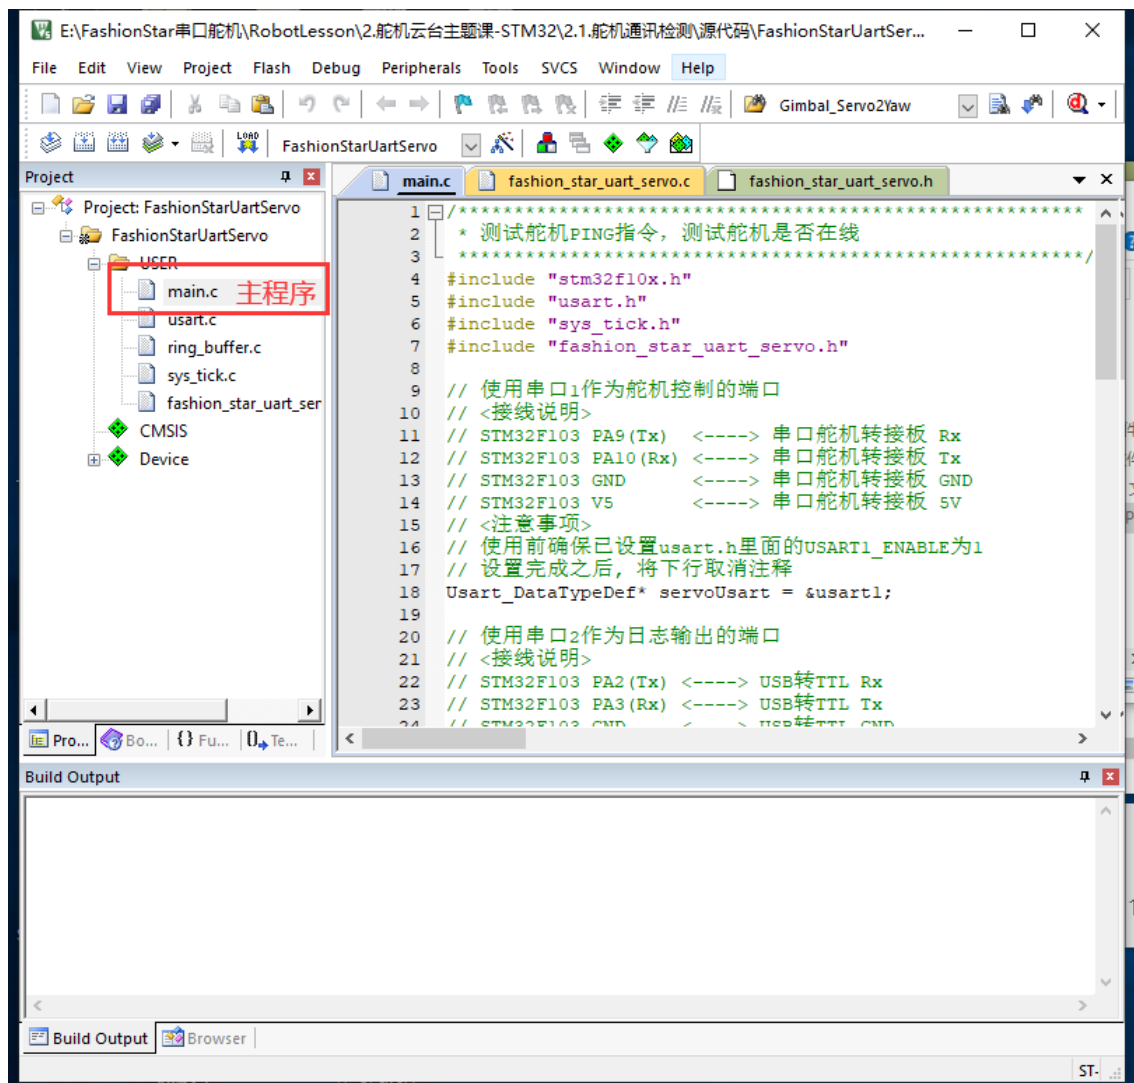 E:\FashionStar串口舵机\RobotLesson\2.舵机云台主题课-STM32\2.1.舵机通讯检测\源代码\FashionStarUartSer...
File Edit View Project Flash Debug Peripherals Tools SVCS Window Help
Gimbal_Servo2Yaw
LOAD
FashionStarUartServo
Project
main.c fashion_star_uart_servo.c fashion_star_uart_servo.h
Project: FashionStarUartServo
FashionStarUartServo
USER
main.c 主程序
usart.c
ring_buffer.c
sys_tick.c
fashion_star_uart_ser
CMSIS
Device
1 /********************************************************
2 * 测试舵机PING指令，测试舵机是否在线
3 ********************************************************/
4 #include "stm32f10x.h"
5 #include "usart.h"
6 #include "sys_tick.h"
7 #include "fashion_star_uart_servo.h"
8
9 // 使用串口1作为舵机控制的端口
10 // <接线说明>
11 // STM32F103 PA9(Tx) <----> 串口舵机转接板 Rx
12 // STM32F103 PA10(Rx) <----> 串口舵机转接板 Tx
13 // STM32F103 GND <----> 串口舵机转接板 GND
14 // STM32F103 V5 <----> 串口舵机转接板 5V
15 // <注意事项>
16 // 使用前确保已设置usart.h里面的USART1_ENABLE为1
17 // 设置完成之后, 将下行取消注释
18 Usart_DataTypeDef* servoUsart = &usart1;
19
20 // 使用串口2作为日志输出的端口
21 // <接线说明>
22 // STM32F103 PA2(Tx) <----> USB转TTL Rx
23 // STM32F103 PA3(Rx) <----> USB转TTL Tx
24 // STM32F103 GND <----> USB转TTL GND
Pro... Bo... {} Fu... 0 Te...
Build Output
Build Output Browser
ST-